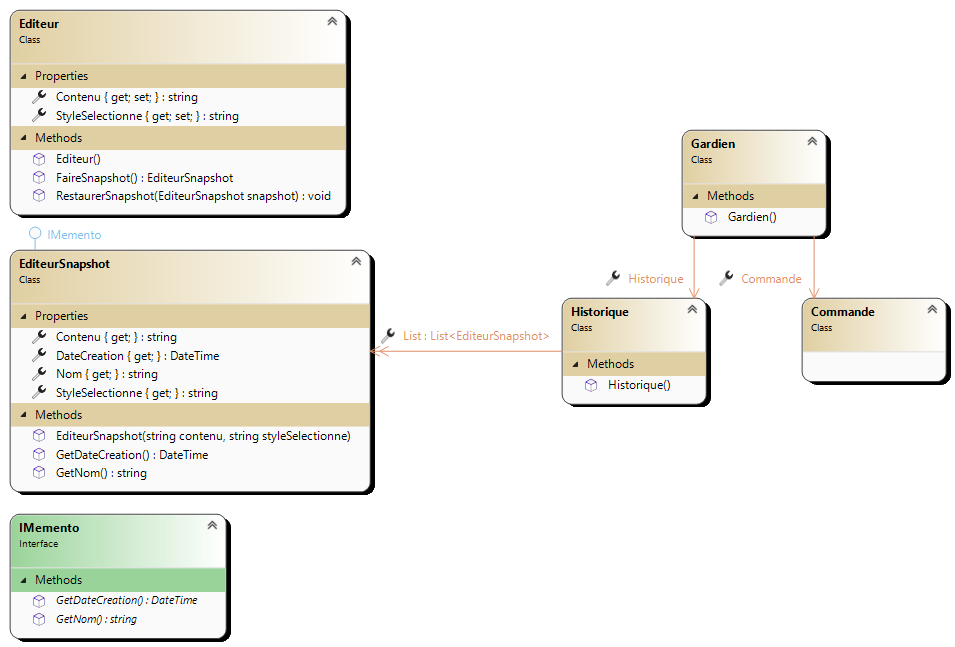 Editeur
Class
Properties
Contenu { get; set; } : string
StyleSelectionne { get; set; } : string
Methods
Editeur()
FaireSnapshot() : EditeurSnapshot
RestaurerSnapshot(EditeurSnapshot snapshot) : void
IMemento
EditeurSnapshot
Class
Properties
Contenu { get; } : string
DateCreation { get; } : DateTime
Nom { get; } : string
StyleSelectionne { get; } : string
Methods
EditeurSnapshot(string contenu, string styleSelectionne)
GetDateCreation() : DateTime
GetNom() : string
IMemento
Interface
Methods
GetDateCreation() : DateTime
GetNom() : string
List : List<EditeurSnapshot>
Gardien
Class
Methods
Gardien()
Historique
Commande
Historique
Class
Methods
Historique()
Commande
Class